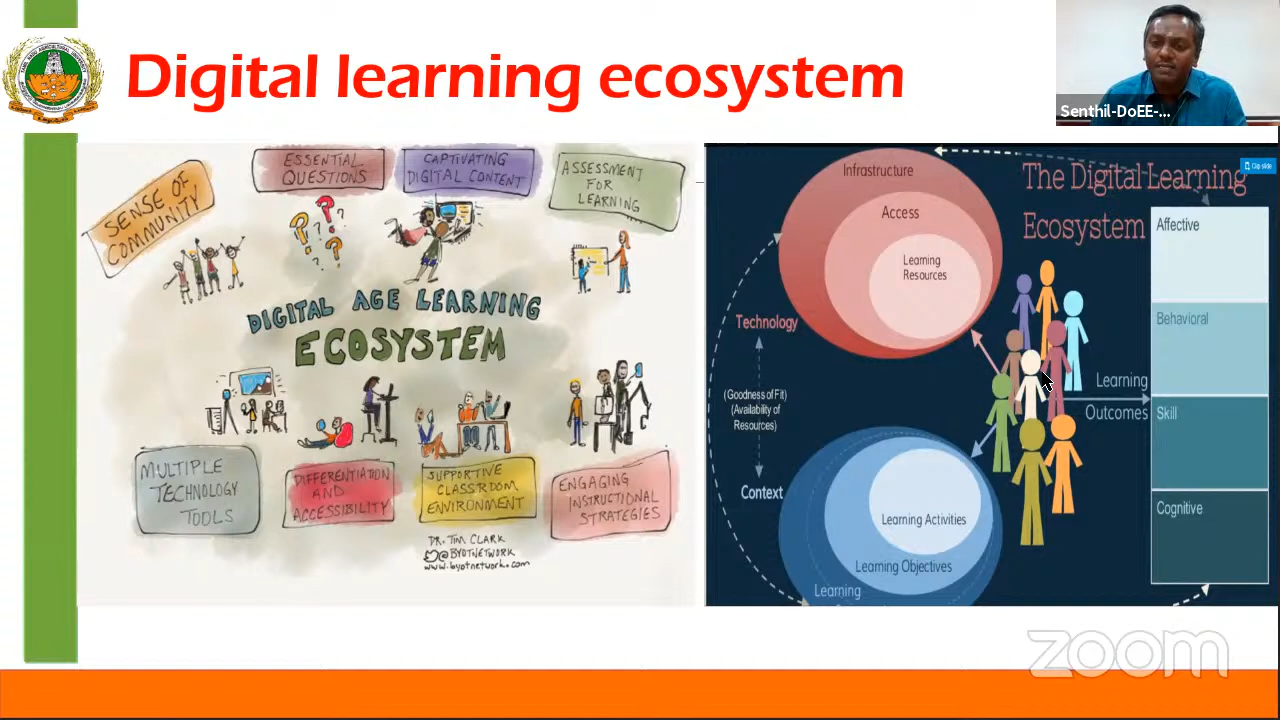 Digital learning ecosystem
Senthil-DoEE-...
SENSE OF
COMMUNITY
ESSENTIAL
QUESTIONS
CAPTIVATING
DIGITAL CONTENT
ASSESSMENT
FOR
LEARNING
DIGITAL AGE LEARNING
ECOSYSTEM
MULTIPLE
TECHNOLOGY
TOOLS
DIFFERENTIATION
AND
ACCESSIBILITY
SUPPORTIVE
CLASSROOM
ENVIRONMENT
ENGAGING
INSTRUCTIONAL
STRATEGIES
DR. TIM CLARK
@BYOTNETWORK
www.byotnetwork.com
The Digital Learning
Ecosystem
Clip slide
Infrastructure
Access
Learning
Resources
Technology
(Goodness of Fit)
(Availability of
Resources)
Context
Learning Activities
Learning Objectives
Learning
Learning
Outcomes
Affective
Behavioral
Skill
Cognitive
zoom